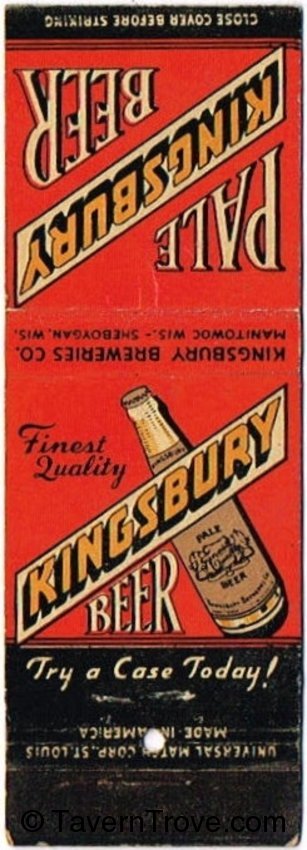 CLOSE COVER BEFORE STRIKING
PALE
KINGSBURY
BEER
KINGSBURY BREWERIES CO.
MANITOWOC WIS. - SHEBOYGAN, WIS.
Finest
Quality
KINGSBURY
BEER
KINGSBURY
PALE
BEER
Try a Case Today!
UNIVERSAL MATCH CORP. ST. LOUIS
MADE IN AMERICA
© TavernTrove.com